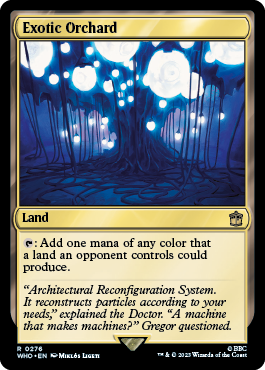 Exotic Orchard
Land
: Add one mana of any color that
a land an opponent controls could
produce.
“Architectural Reconfiguration System.
It reconstructs particles according to your
needs,” explained the Doctor. “A machine
that makes machines?” Gregor questioned.
R 0276
WHO • EN Miklós Ligeti
© BBC
™ & © 2023 Wizards of the Coast